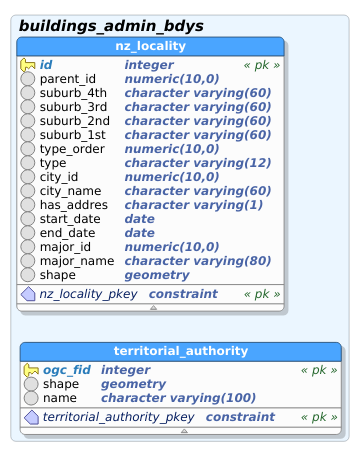 buildings_admin_bdys
nz_locality
id integer « pk »
parent_id numeric(10,0)
suburb_4th character varying(60)
suburb_3rd character varying(60)
suburb_2nd character varying(60)
suburb_1st character varying(60)
type_order numeric(10,0)
type character varying(12)
city_id numeric(10,0)
city_name character varying(60)
has_addres character varying(1)
start_date date
end_date date
major_id numeric(10,0)
major_name character varying(80)
shape geometry
nz_locality_pkey constraint « pk »
territorial_authority
ogc_fid integer « pk »
shape geometry
name character varying(100)
territorial_authority_pkey constraint « pk »